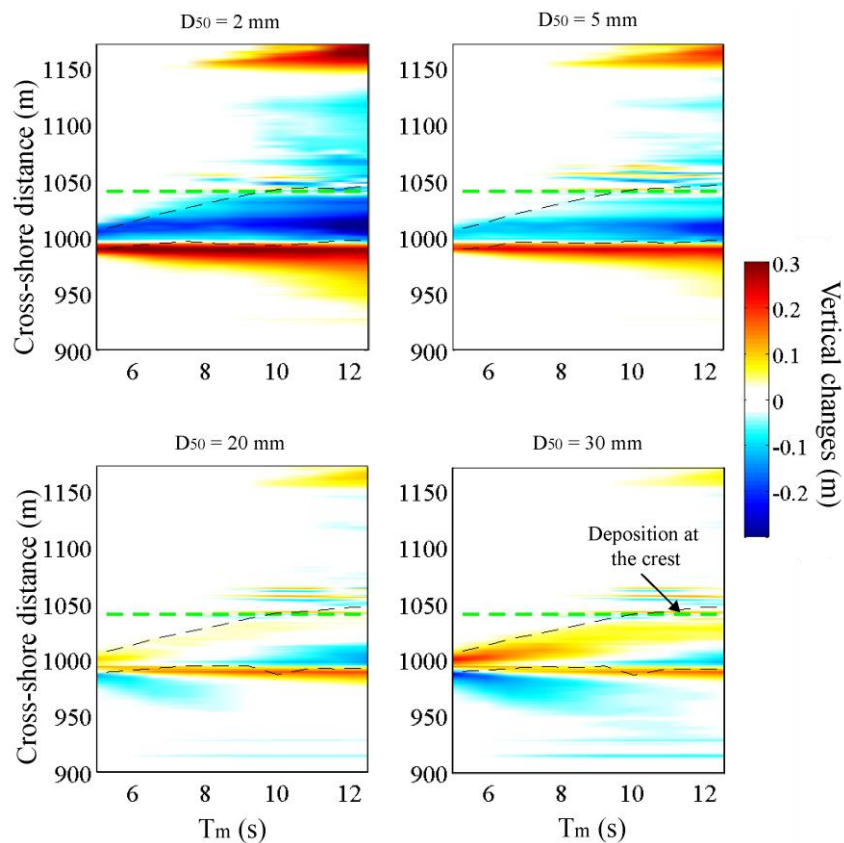 D50 = 2 mm
D50 = 5 mm
Cross-shore distance (m)
1150
1100
1050
1000
950
900
6 8 10 12
1150
1100
1050
1000
950
900
6 8 10 12
0.3
0.2
0.1
0
-0.1
-0.2
Vertical changes (m)
D50 = 20 mm
D50 = 30 mm
Cross-shore distance (m)
1150
1100
1050
1000
950
900
6 8 10 12
Tm (s)
1150
1100
1050
1000
950
900
Deposition at
the crest
6 8 10 12
Tm (s)